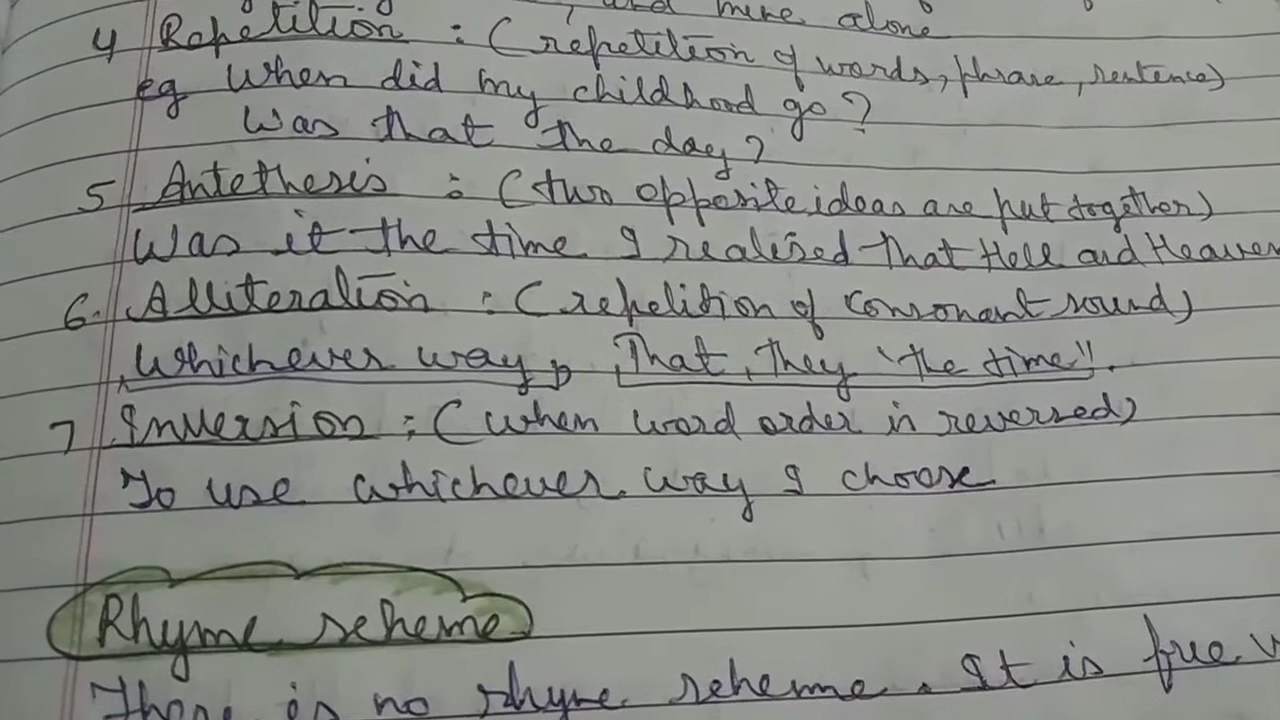 and mine alone
4 Repetition : (repetition of words, phrase, sentence)
eg When did my childhood go?
Was that the day?
5 Antethesis : (two opposite ideas are put together)
Was it the time I realised that Hell and Heaven
6. Alliteration : (repetition of consonant sound)
Whichever way, That, They "the time".
7 Inversion : (when word order is reversed)
To use whichever way I choose
Rhyme scheme
There is no rhyme scheme. It is free